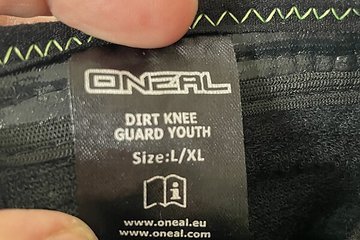 ONEAL
DIRT KNEE
GUARD YOUTH
Size:L/XL
www.oneal.eu
www.oneal.com